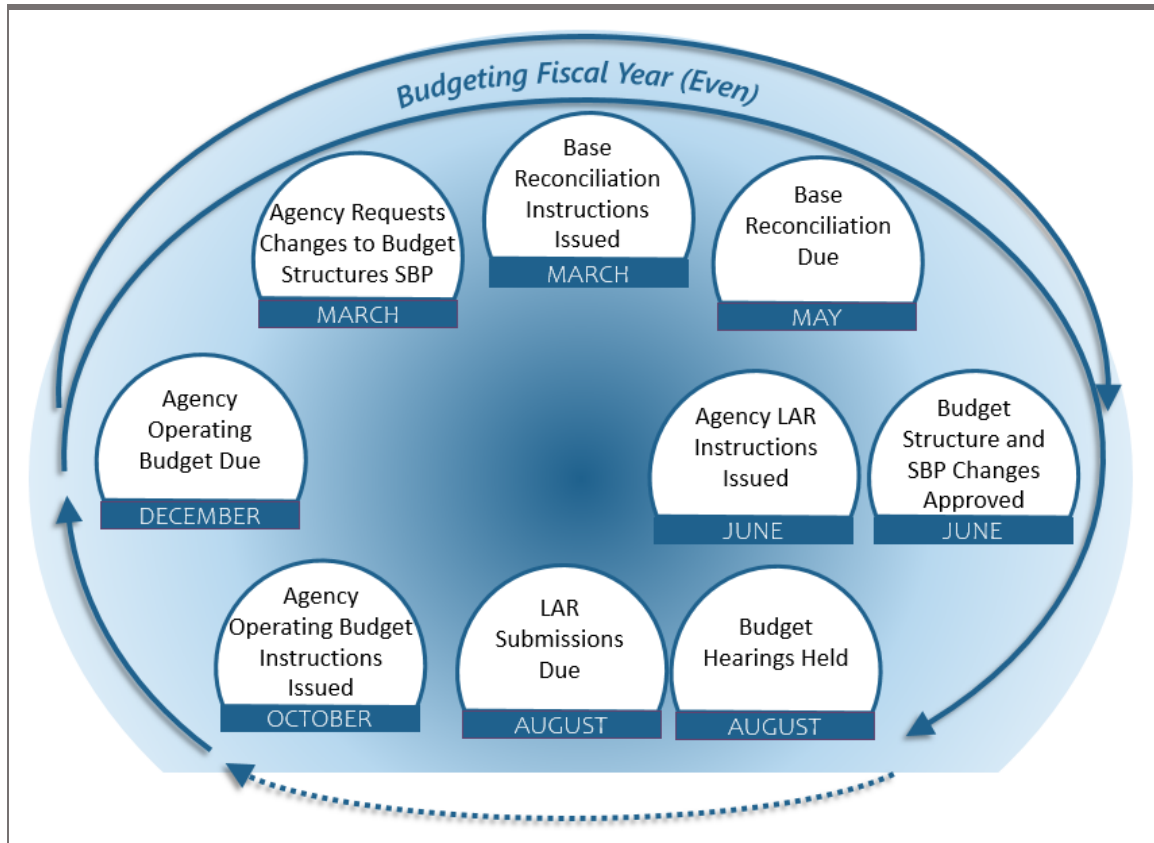 Budgeting Fiscal Year (Even)
Base
Reconciliation
Instructions
Issued
MARCH
Agency Requests
Changes to Budget
Structures SBP
MARCH
Base
Reconciliation
Due
MAY
Agency
Operating
Budget Due
DECEMBER
Agency LAR
Instructions
Issued
JUNE
Budget
Structure and
SBP Changes
Approved
JUNE
Agency
Operating Budget
Instructions
Issued
OCTOBER
LAR
Submissions
Due
AUGUST
Budget
Hearings Held
AUGUST